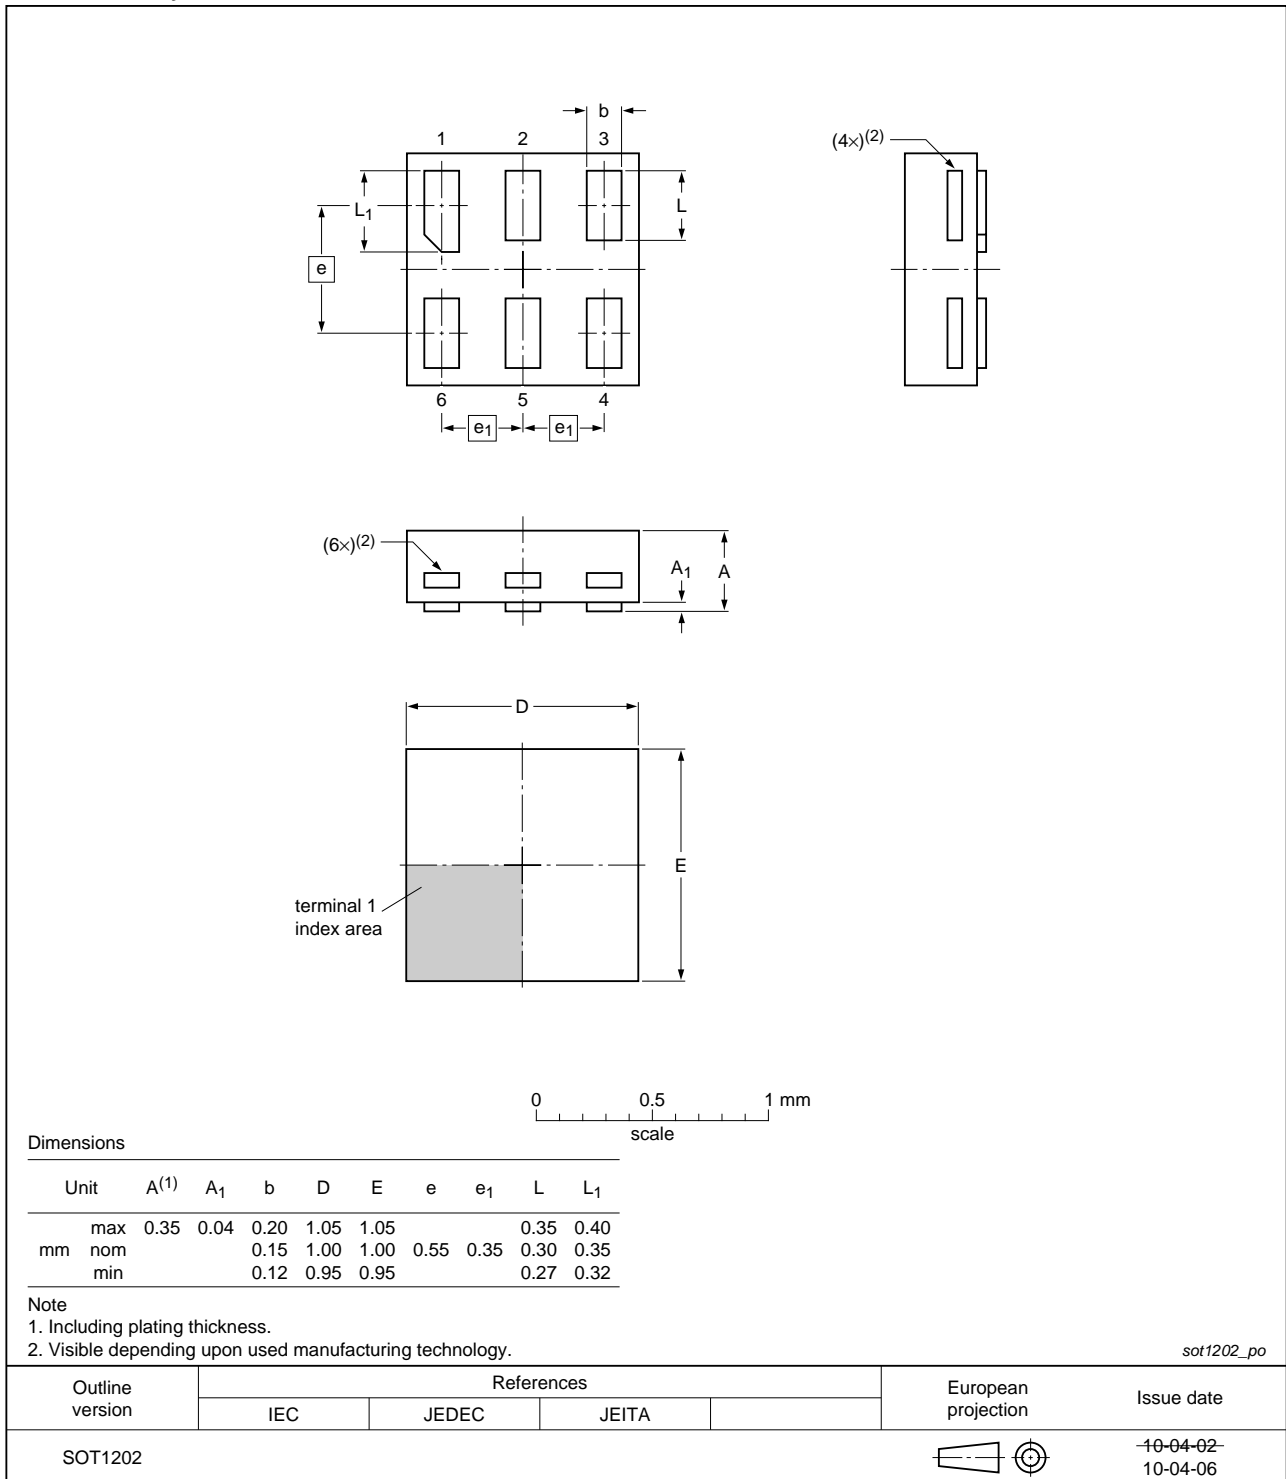 b
1 2 3
(4×)(2)
L1
L
e
6 5 4
e1 e1
(6×)(2)
A1 A
D
E
terminal 1
index area
0 0.5 1 mm
scale
Dimensions
Unit A(1) A1 b D E e e1 L L1
max 0.35 0.04 0.20 1.05 1.05 0.35 0.40
mm nom 0.15 1.00 1.00 0.55 0.35 0.30 0.35
min 0.12 0.95 0.95 0.27 0.32
Note
1. Including plating thickness.
2. Visible depending upon used manufacturing technology.
sot1202_po
Outline version References European projection Issue date
IEC JEDEC JEITA
SOT1202
10-04-02
10-04-06